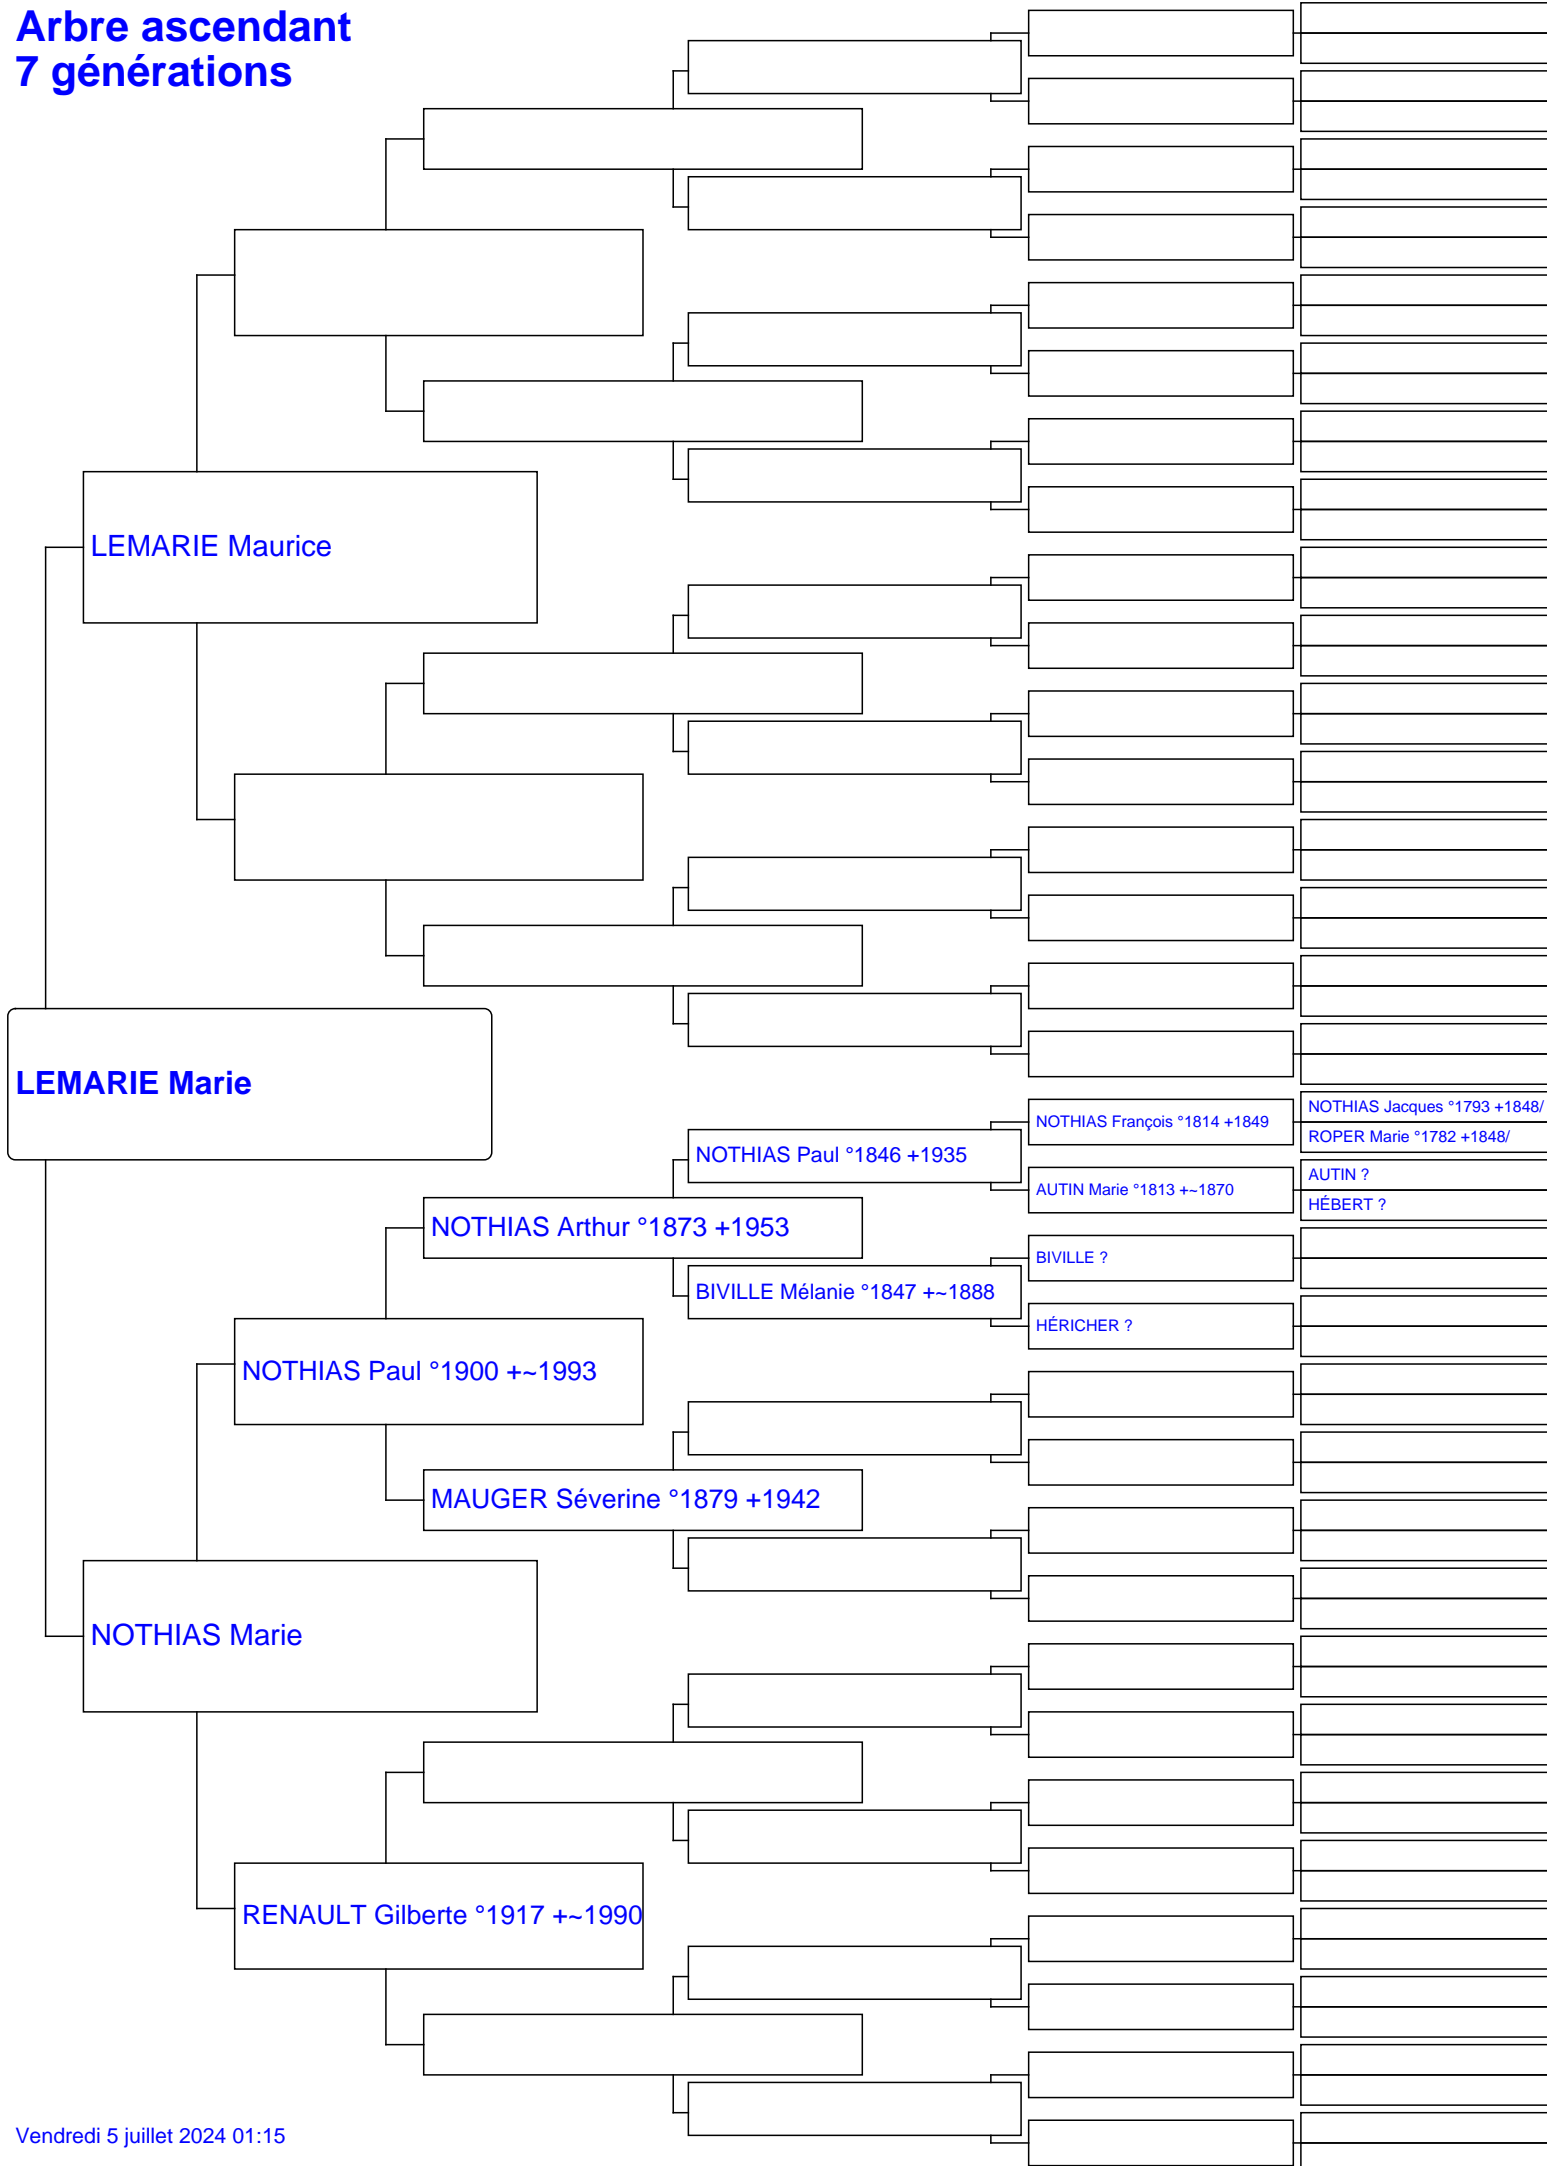 Arbre ascendant
7 générations
LEMARIE Maurice
LEMARIE Marie
NOTHIAS Jacques °1793 +1848/
NOTHIAS François °1814 +1849
ROPER Marie °1782 +1848/
NOTHIAS Paul °1846 +1935
AUTIN ?
AUTIN Marie °1813 +~1870
HÉBERT ?
NOTHIAS Arthur °1873 +1953
BIVILLE ?
BIVILLE Mélanie °1847 +~1888
HÉRICHER ?
NOTHIAS Paul °1900 +~1993
MAUGER Séverine °1879 +1942
NOTHIAS Marie
RENAULT Gilberte °1917 +~1990
Vendredi 5 juillet 2024 01:15